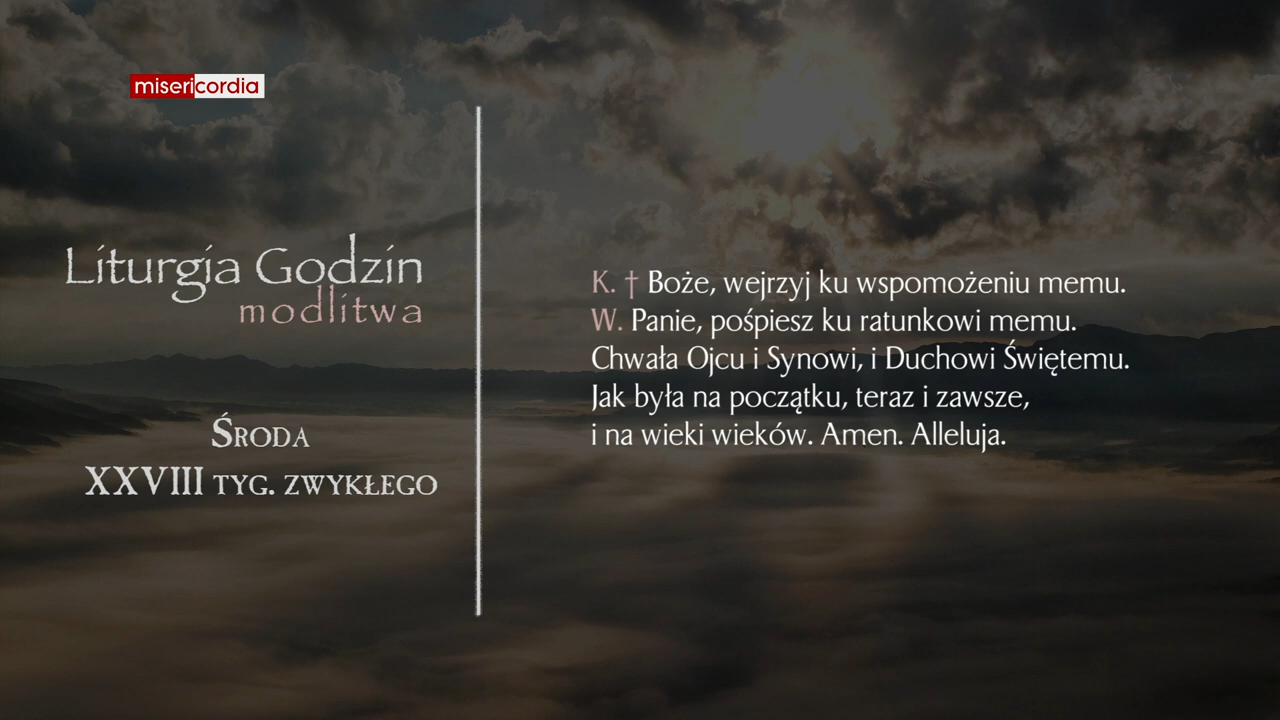 misericordia
Liturgia Godzin
modlitwa
Środa
XXVIII tyg. zwykłego
K. † Boże, wejrzyj ku wspomożeniu memu.
W. Panie, pośpiesz ku ratunkowi memu.
Chwała Ojcu i Synowi, i Duchowi Świętemu.
Jak była na początku, teraz i zawsze,
i na wieki wieków. Amen. Alleluja.